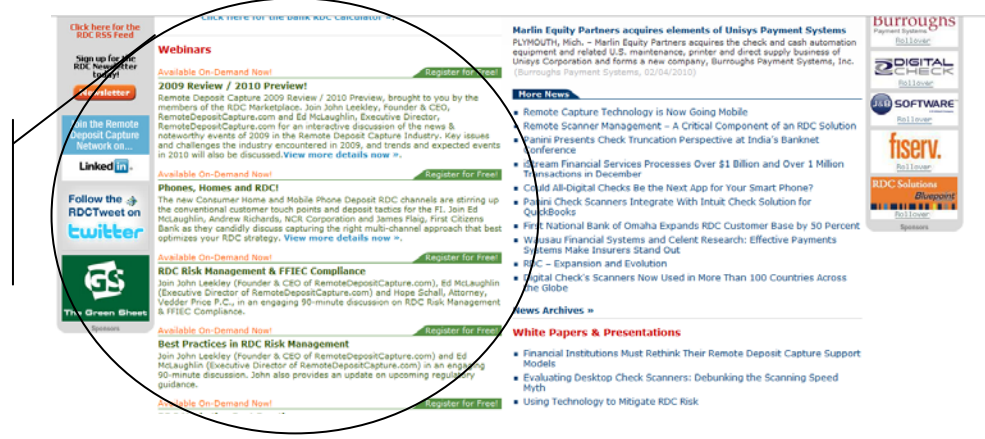 Click here for the
RDC RSS Feed
Sign up for the
RDC Newsletter
today!
Newsletter
Join the Remote
Deposit Capture
Network on...
Linked in.
Follow the
RDCTweet on
twitter
GS
The Green Sheet
Sponsors
Click here for the Bank RDC Calculator »
Webinars
Available On-Demand Now!
Register for Free!
2009 Review / 2010 Preview!
Remote Deposit Capture 2009 Review / 2010 Preview, brought to you by the
members of the RDC Marketplace. Join John Leekley, Founder & CEO,
RemoteDepositCapture.com and Ed McLaughlin, Executive Director,
RemoteDepositCapture.com for an interactive discussion of the news &
noteworthy events of 2009 in the Remote Deposit Capture Industry. Key issues
and challenges the industry encountered in 2009, and trends and expected events
in 2010 will also be discussed. View more details now ».
Available On-Demand Now!
Register for Free!
Phones, Homes and RDC!
The new Consumer Home and Mobile Phone Deposit RDC channels are stirring up
the conventional customer touch points and deposit tactics for the FI. Join Ed
McLaughlin, Andrew Richards, NCR Corporation and James Flaig, First Citizens
Bank as they candidly discuss capturing the right multi-channel approach that best
optimizes your RDC strategy. View more details now ».
Available On-Demand Now!
Register for Free!
RDC Risk Management & FFIEC Compliance
Join John Leekley (Founder & CEO of RemoteDepositCapture.com), Ed McLaughlin
(Executive Director of RemoteDepositCapture.com) and Hope Schall, Attorney,
Vedder Price P.C., in an engaging 90-minute discussion on RDC Risk Management
& FFIEC Compliance.
Available On-Demand Now!
Register for Free!
Best Practices in RDC Risk Management
Join John Leekley (Founder & CEO of RemoteDepositCapture.com) and Ed
McLaughlin (Executive Director of RemoteDepositCapture.com) in an engaging
90-minute discussion. John also provides an update on upcoming regulatory
guidance.
Available On-Demand Now!
Register for Free!
Marlin Equity Partners acquires elements of Unisys Payment Systems
PLYMOUTH, Mich. – Marlin Equity Partners acquires the check and cash automation
equipment and related U.S. maintenance, printer and direct supply business of
Unisys Corporation and forms a new company, Burroughs Payment Systems, Inc.
(Burroughs Payment Systems, 02/04/2010)
More News
Remote Capture Technology is Now Going Mobile
Remote Scanner Management – A Critical Component of an RDC Solution
Panini Presents Check Truncation Perspective at India's Banknet
Conference
iStream Financial Services Processes Over $1 Billion and Over 1 Million
Transactions in December
Could All-Digital Checks Be the Next App for Your Smart Phone?
Panini Check Scanners Integrate With Intuit Check Solution for
QuickBooks
First National Bank of Omaha Expands RDC Customer Base by 50 Percent
Wausau Financial Systems and Celent Research: Effective Payments
Systems Make Insurers Stand Out
RDC – Expansion and Evolution
Digital Check's Scanners Now Used in More Than 100 Countries Across
the Globe
News Archives »
White Papers & Presentations
Financial Institutions Must Rethink Their Remote Deposit Capture Support
Models
Evaluating Desktop Check Scanners: Debunking the Scanning Speed
Myth
Using Technology to Mitigate RDC Risk
Burroughs
Payment Systems
Rollover
DIGITAL
CHECK
Rollover
J&B SOFTWARE
Rollover
fiserv.
Rollover
RDC Solutions
Bluepoint
Rollover
Sponsors